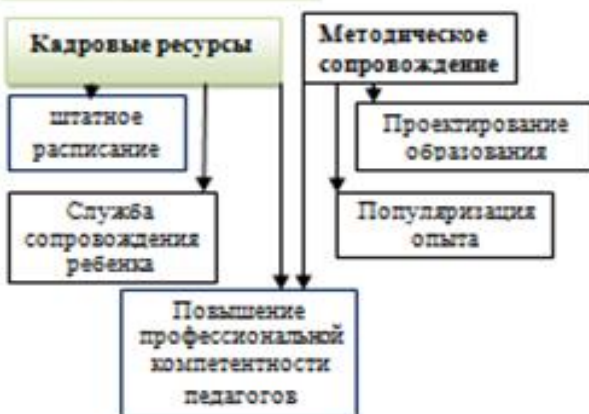 Кадровые ресурсы
Методическое
сопровождение
штатное
расписание
Проектирование
образования
Служба
сопровождения
ребенка
Популяризация
опыта
Повышение
профессиональной
компетентности
педагогов